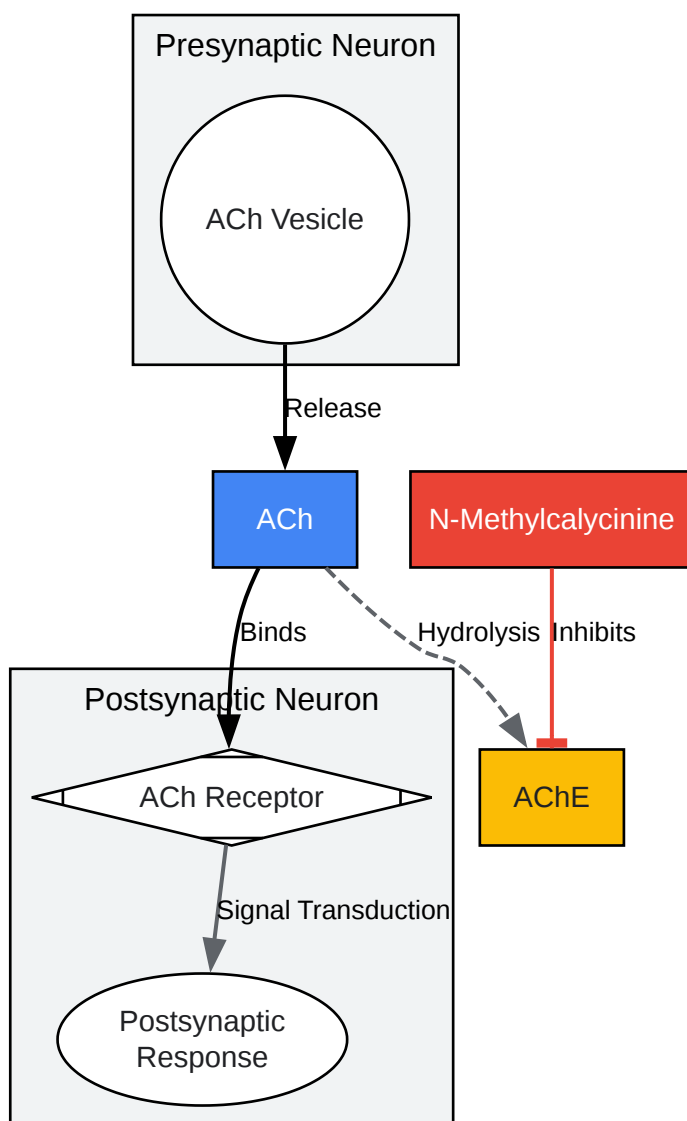 Presynaptic Neuron
ACh Vesicle
Release
ACh
N-Methylcalycinine
Binds
Hydrolysis
Inhibits
Postsynaptic Neuron
ACh Receptor
AChE
Signal Transduction
Postsynaptic
Response